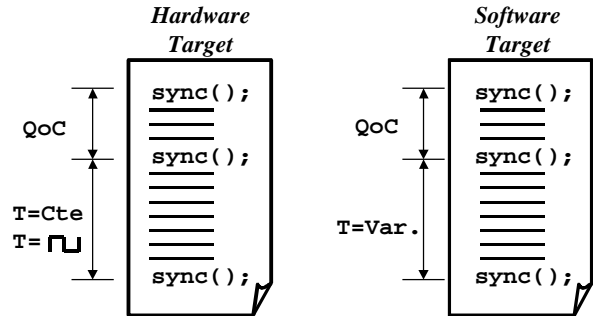 Hardware
Target
sync();
QoC
sync();
T=Cte
T=
sync();
Software
Target
sync();
QoC
sync();
T=Var.
sync();